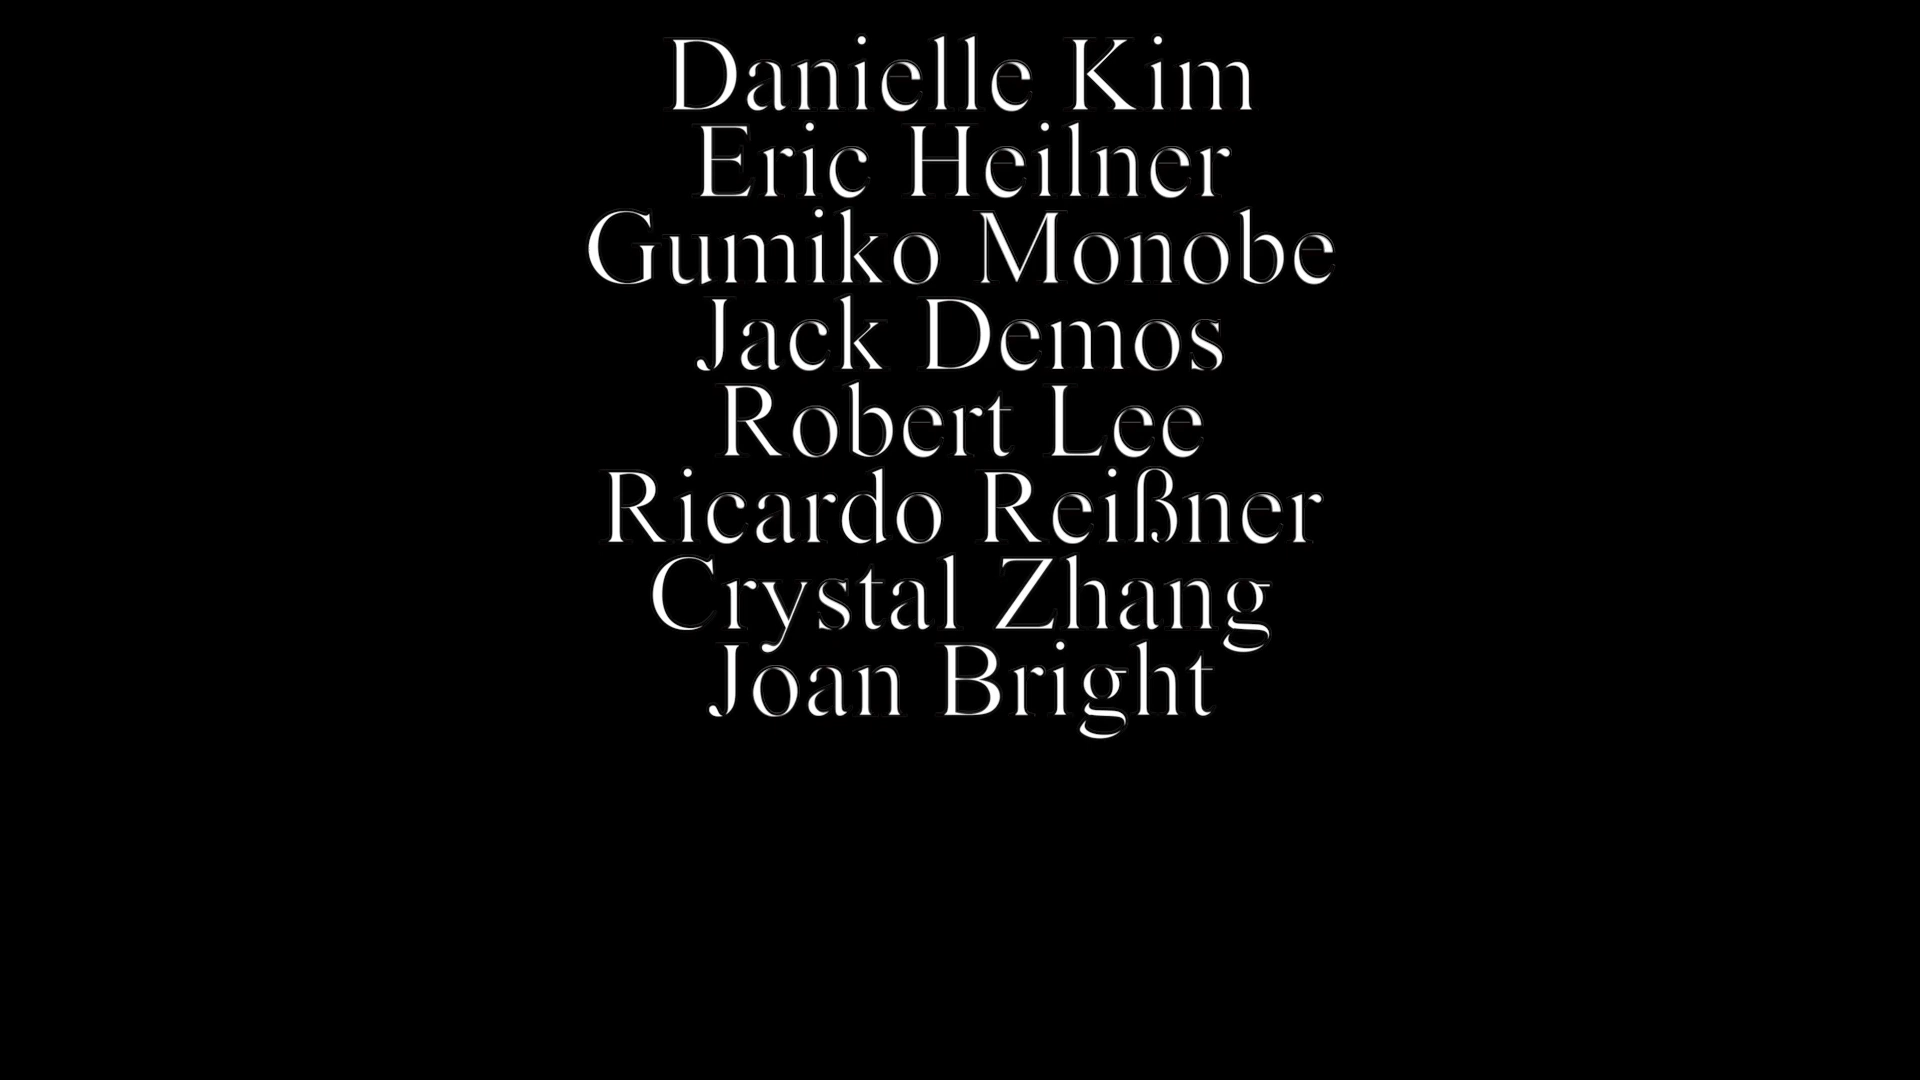 Danielle Kim
Eric Heilner
Gumiko Monobe
Jack Demos
Robert Lee
Ricardo Reißner
Crystal Zhang
Joan Bright